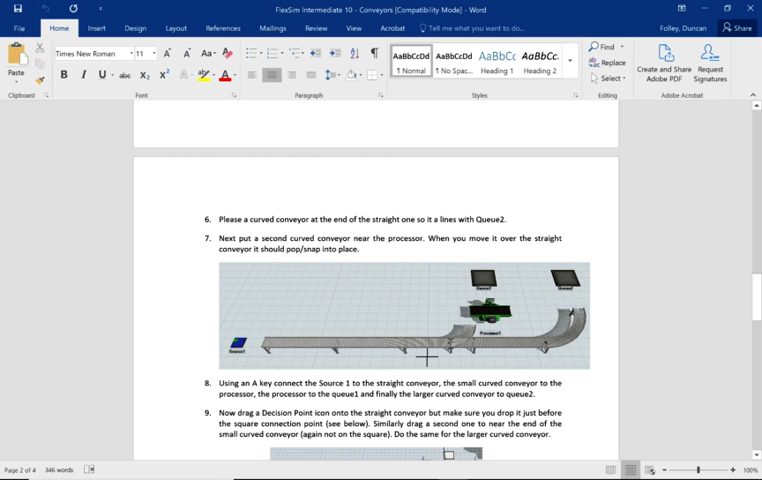 FlexSim Intermediate 10 - Conveyors [Compatibility Mode] - Word
Folley, Duncan
File Home Insert Design Layout References Mailings Review View Acrobat Tell me what you want to do... Share
Paste
Times New Roman 11
Clipboard Font Paragraph Styles Editing Adobe Acrobat
AaBbCcDd AaBbCcDd AaBbCc AaBbCc
¶ Normal ¶ No Spac... Heading 1 Heading 2
Find
Replace
Select
Create and Share Adobe PDF
Request Signatures
6. Please a curved conveyor at the end of the straight one so it a lines with Queue2.
7. Next put a second curved conveyor near the processor. When you move it over the straight
conveyor it should pop/snap into place.
Queue1 Queue2
Processor1
Source1
8. Using an A key connect the Source 1 to the straight conveyor, the small curved conveyor to the
processor, the processor to the queue1 and finally the larger curved conveyor to queue2.
9. Now drag a Decision Point icon onto the straight conveyor but make sure you drop it just before
the square connection point (see below). Similarly drag a second one to near the end of the
small curved conveyor (again not on the square). Do the same for the larger curved conveyor.
Page 2 of 4 346 words 100%